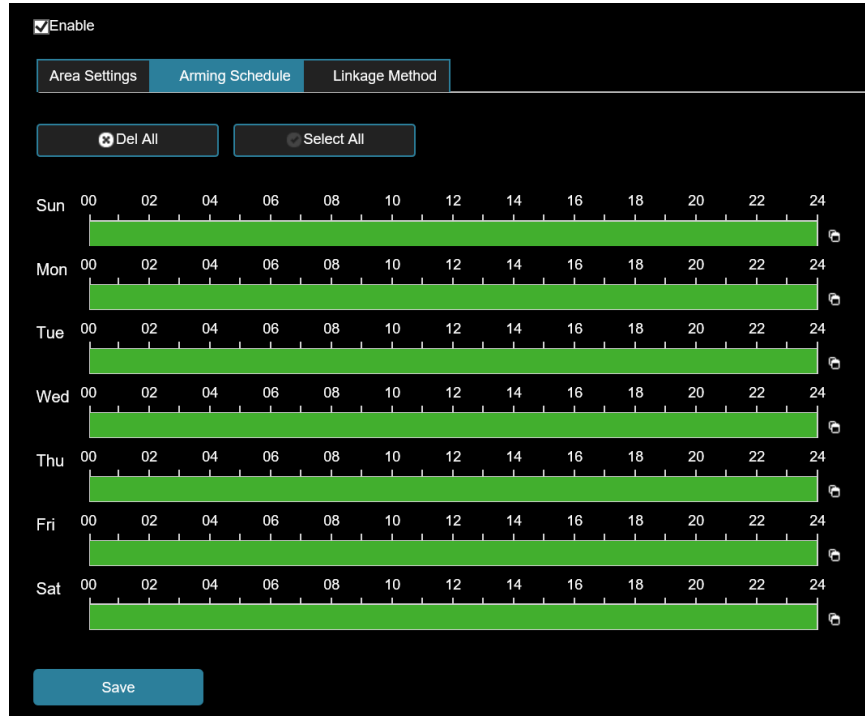 Enable
Area Settings Arming Schedule Linkage Method
Del All Select All
Sun 00 02 04 06 08 10 12 14 16 18 20 22 24
Mon 00 02 04 06 08 10 12 14 16 18 20 22 24
Tue 00 02 04 06 08 10 12 14 16 18 20 22 24
Wed 00 02 04 06 08 10 12 14 16 18 20 22 24
Thu 00 02 04 06 08 10 12 14 16 18 20 22 24
Fri 00 02 04 06 08 10 12 14 16 18 20 22 24
Sat 00 02 04 06 08 10 12 14 16 18 20 22 24
Save